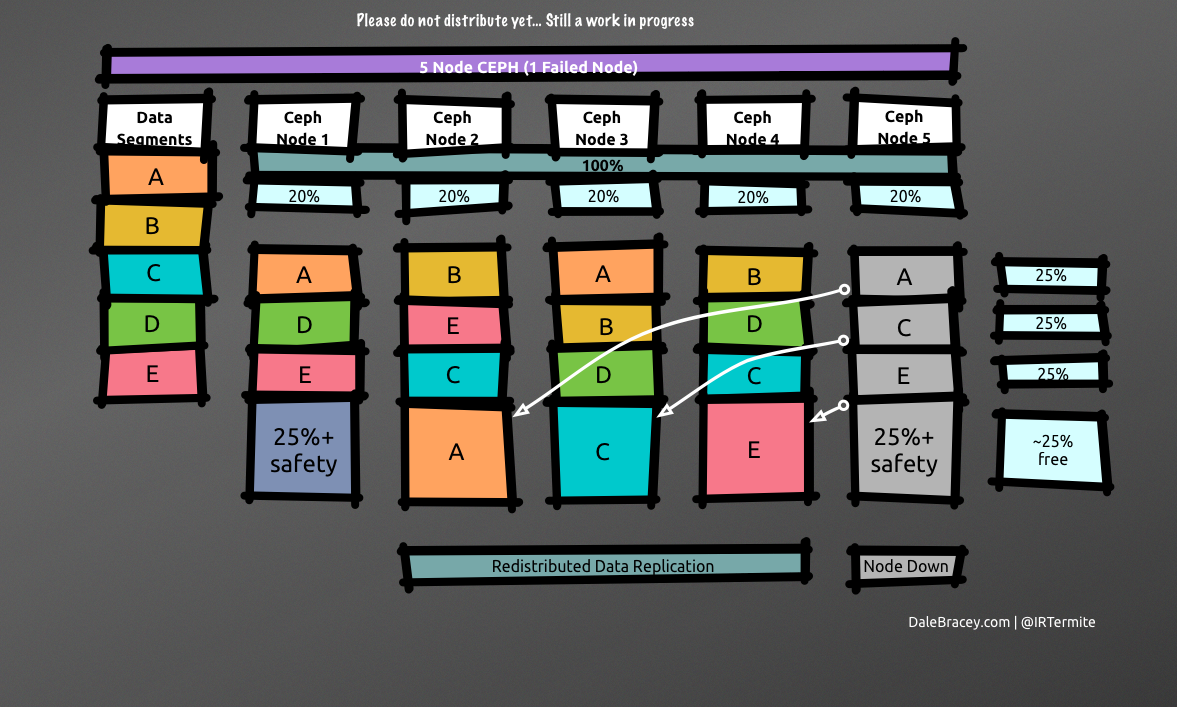 Please do not distribute yet... Still a work in progress
5 Node CEPH (1 Failed Node)
Data
Segments
Ceph
Node 1
Ceph
Node 2
Ceph
Node 3
Ceph
Node 4
Ceph
Node 5
100%
20%
20%
20%
20%
20%
A
B
C
D
E
A
D
E
25%+
safety
B
E
C
A
A
B
D
C
B
D
C
E
A
C
E
25%+
safety
25%
25%
25%
~25%
free
Redistributed Data Replication
Node Down
DaleBracey.com | @IRTermite